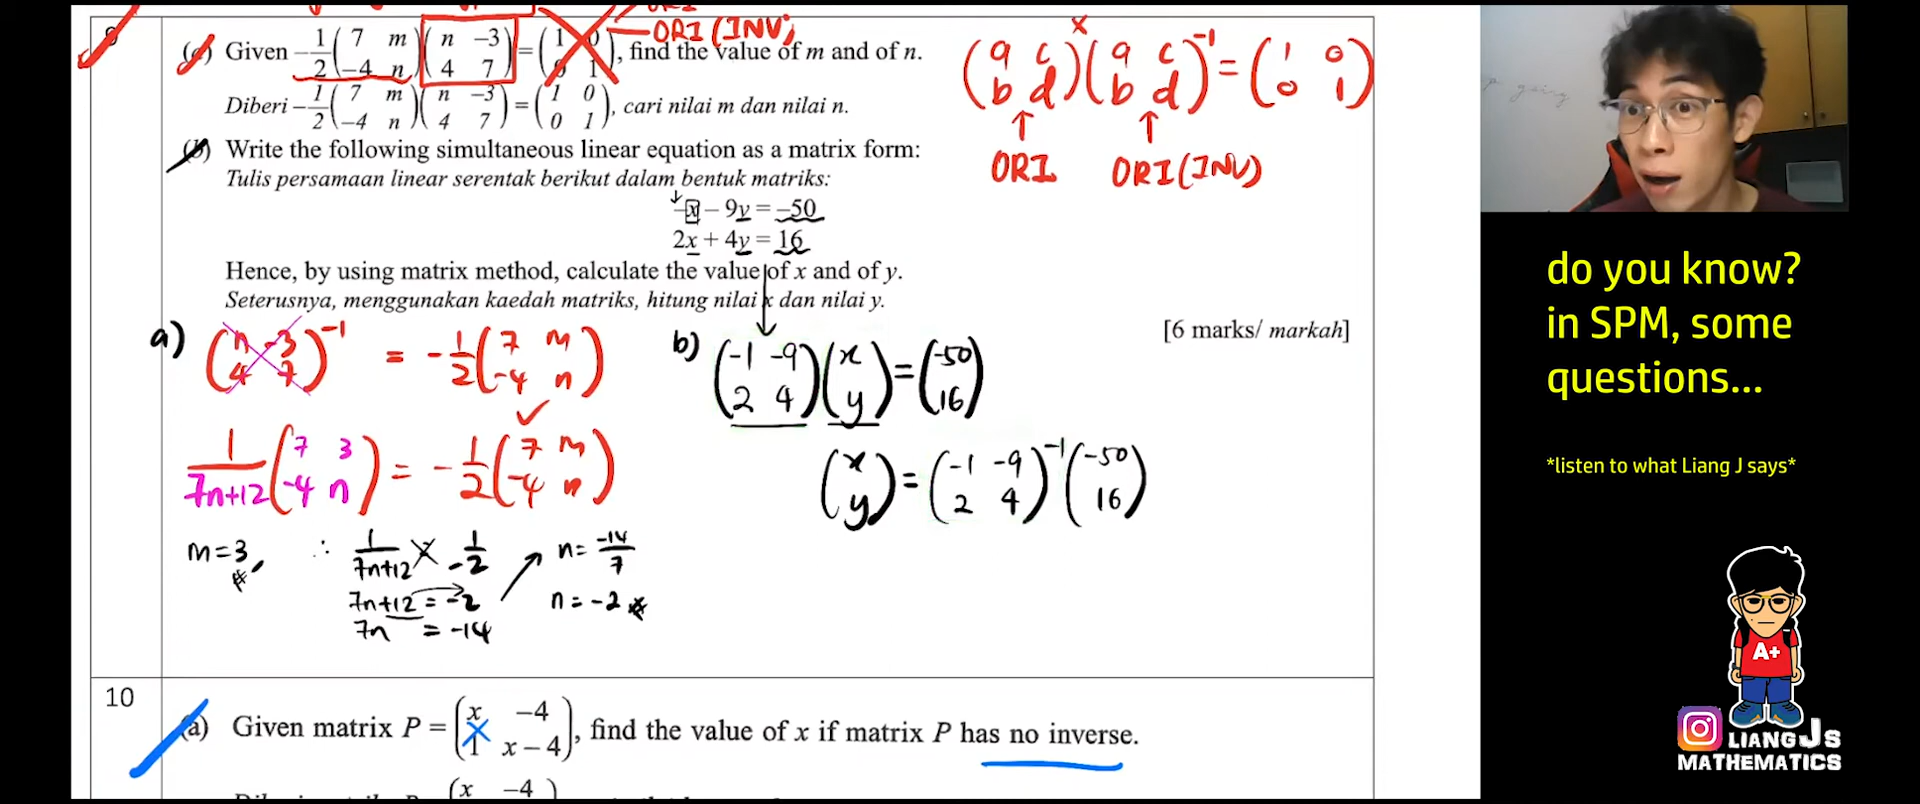 ORI (INV)
Given -1/2 (7 m -4 n)(n -3 4 7) = (1 0 0 1), find the value of m and of n.
Diberi -1/2 (7 m -4 n)(n -3 4 7) = (1 0 0 1), cari nilai m dan nilai n.
(a c b d) x (a c b d)⁻¹ = (1 0 0 1)
↑ ↑
ORI ORI (INV)
(b) Write the following simultaneous linear equation as a matrix form:
Tulis persamaan linear serentak berikut dalam bentuk matriks:
-x - 9y = -50
2x + 4y = 16
Hence, by using matrix method, calculate the value of x and of y.
Seterusnya, menggunakan kaedah matriks, hitung nilai x dan nilai y.
[6 marks/ markah]
a) (n -3 4 7)⁻¹ = -1/2 (7 m -4 n)
1/7n+12 (7 3 -4 n) = -1/2 (7 m -4 n)
m = 3
∴ 1/7n+12 × 1/-2
7n+12 = -2
7n = -14
n = -14/7
n = -2
b) (-1 -9 2 4)(x y) = (-50 16)
(x y) = (-1 -9 2 4)⁻¹ (-50 16)
10
(a) Given matrix P = (x -4 1 x-4), find the value of x if matrix P has no inverse.
(x -4
do you know?
in SPM, some
questions...
*listen to what Liang J says*
A+
LIANGJS
MATHEMATICS